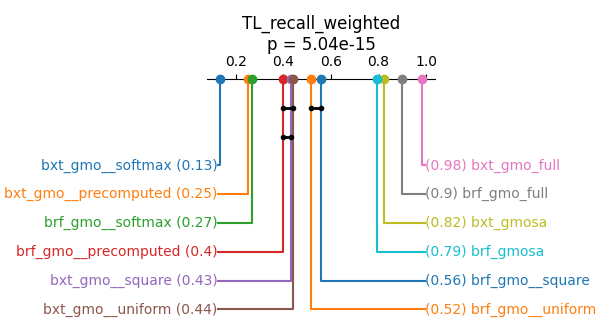 TL_recall_weighted
p = 5.04e-15
0.2 0.4 0.6 0.8 1.0
bxt_gmo__softmax (0.13)
(0.98) bxt_gmo_full
bxt_gmo__precomputed (0.25)
(0.9) brf_gmo_full
brf_gmo__softmax (0.27)
(0.82) bxt_gmosa
brf_gmo__precomputed (0.4)
(0.79) brf_gmosa
bxt_gmo__square (0.43)
(0.56) brf_gmo__square
bxt_gmo__uniform (0.44)
(0.52) brf_gmo__uniform